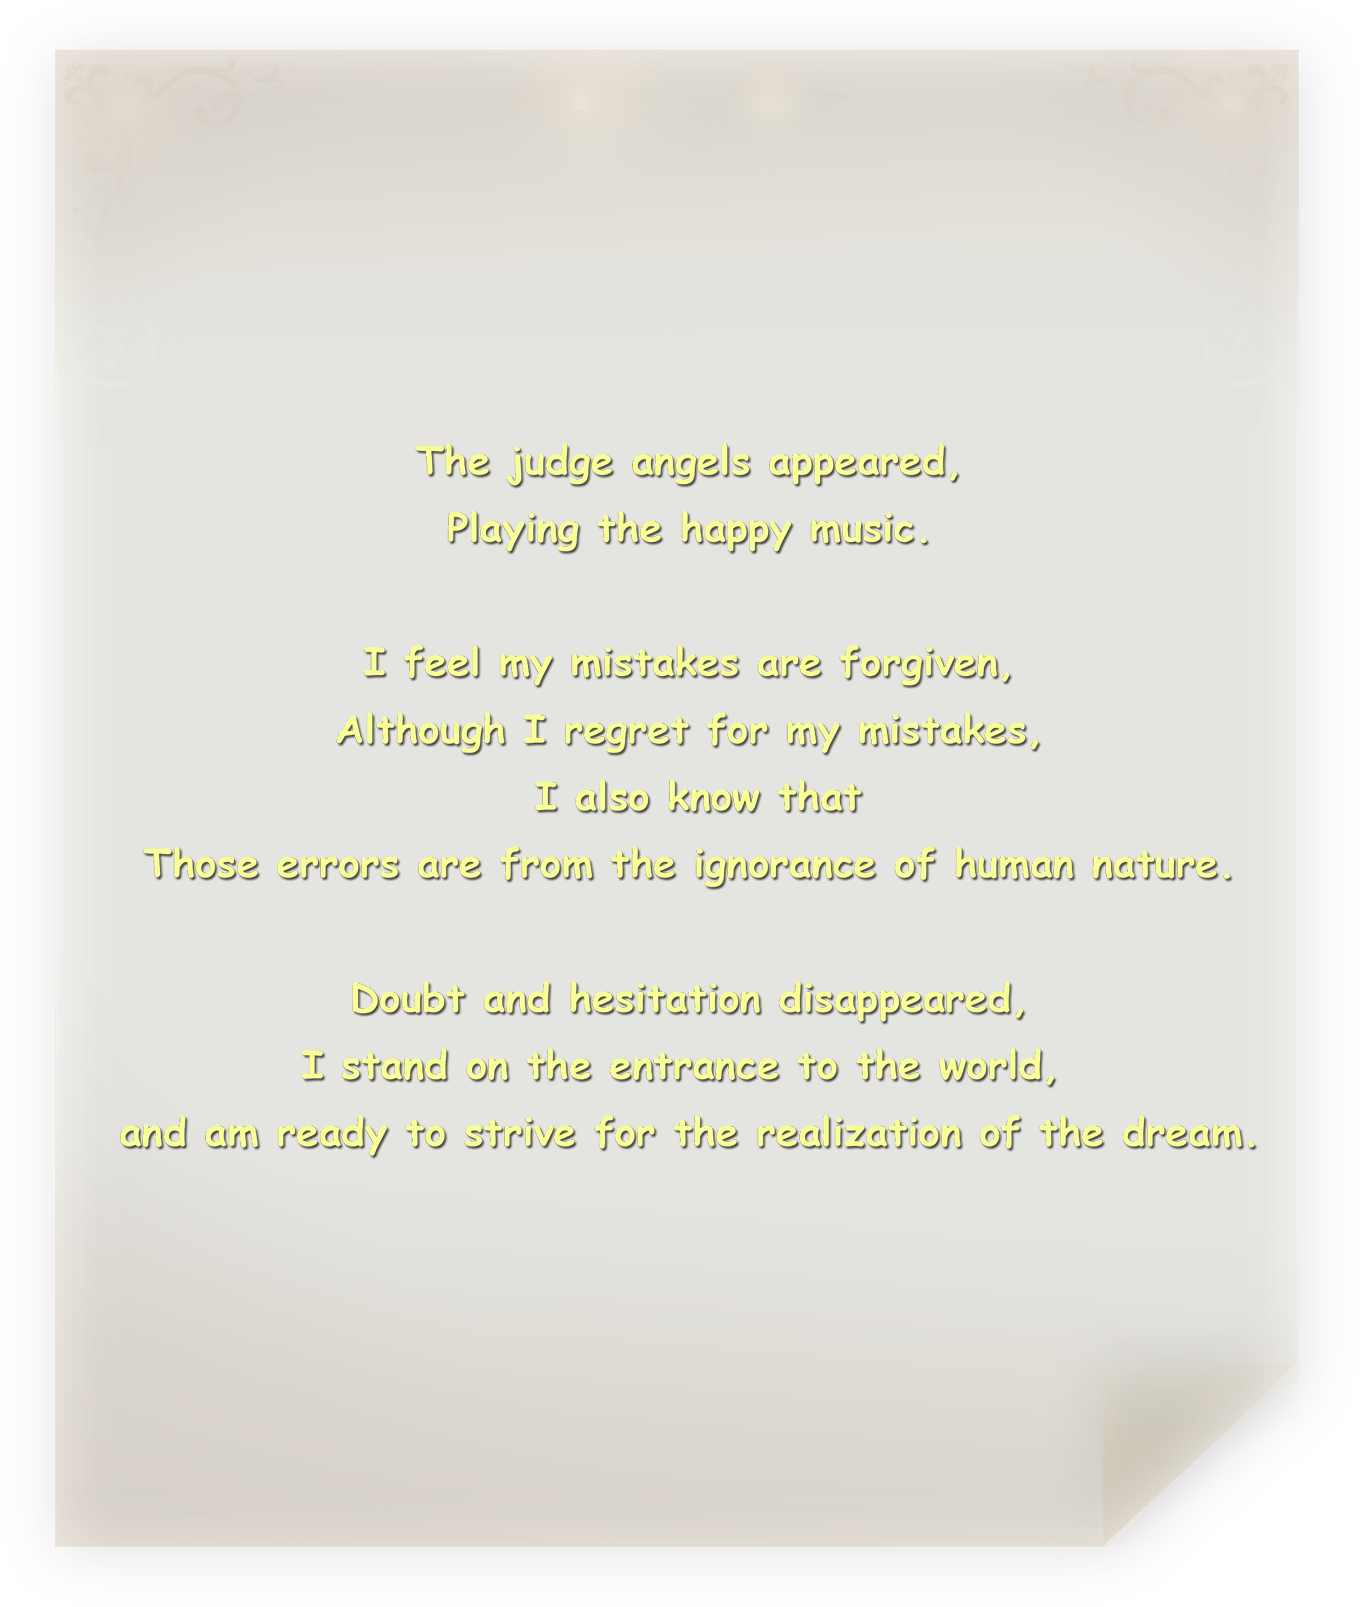 The judge angels appeared,
Playing the happy music.
I feel my mistakes are forgiven,
Although I regret for my mistakes,
I also know that
Those errors are from the ignorance of human nature.
Doubt and hesitation disappeared,
I stand on the entrance to the world,
and am ready to strive for the realization of the dream.